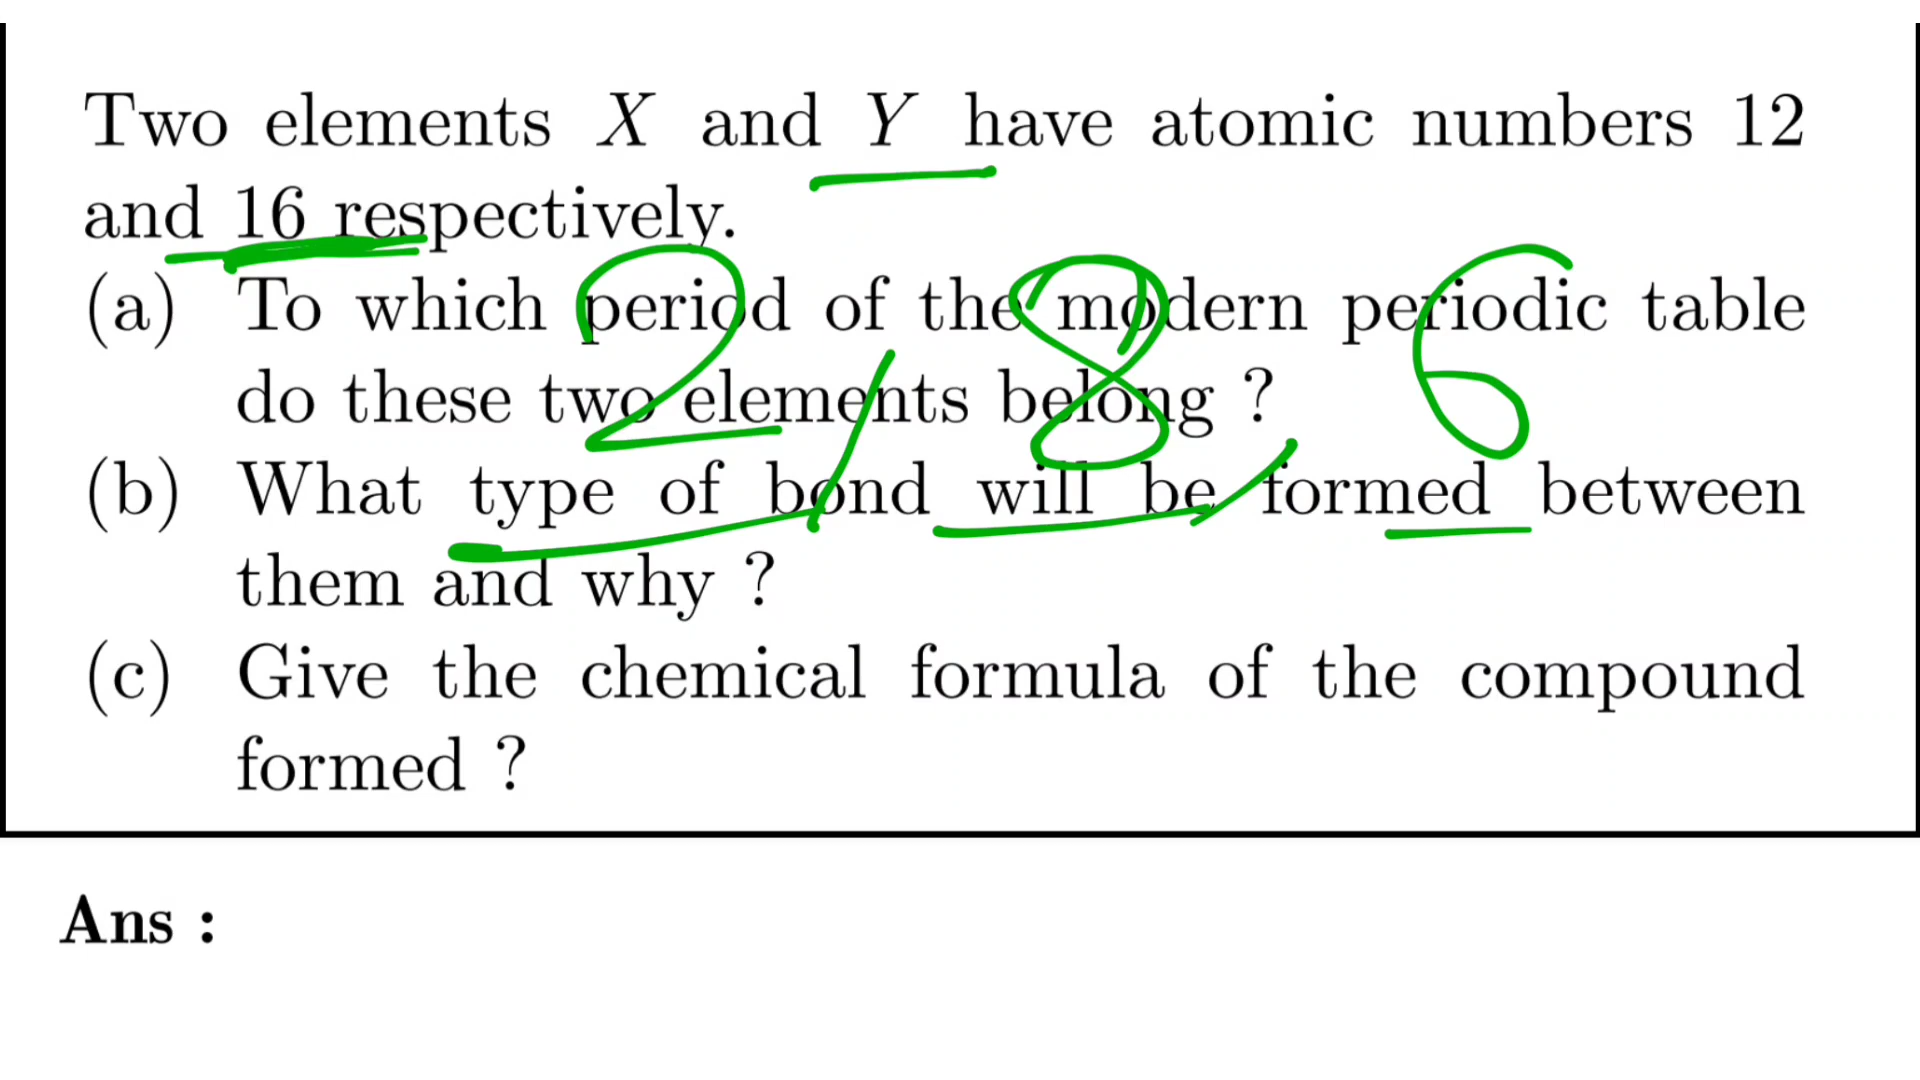 Two elements X and Y have atomic numbers 12
and 16 respectively.
(a) To which period of the modern periodic table
do these two elements belong ?
2, 8, 6
(b) What type of bond will be formed between
them and why ?
(c) Give the chemical formula of the compound
formed ?
Ans :